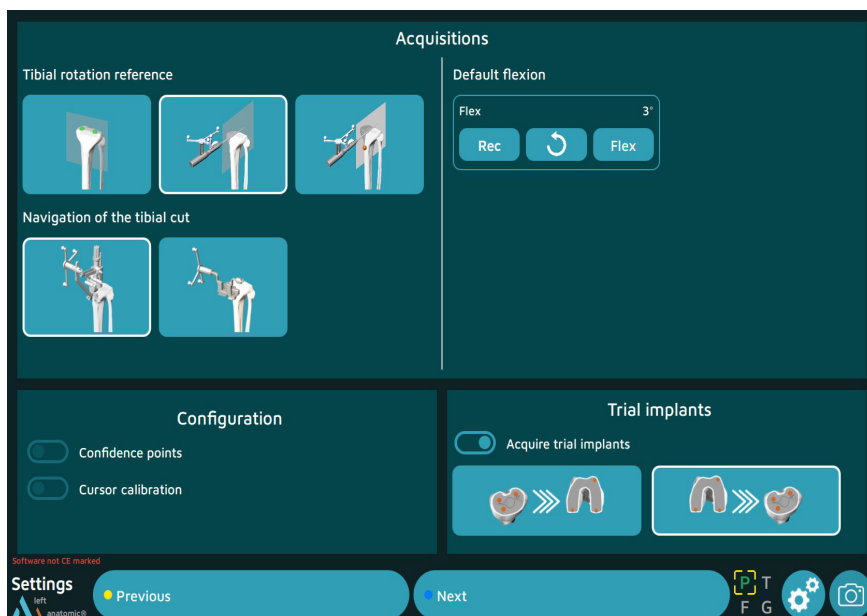 Acquisitions
Tibial rotation reference
Default flexion
Flex 3°
Rec Flex
Navigation of the tibial cut
Configuration
Confidence points
Cursor calibration
Trial implants
Acquire trial implants
Software not CE marked
Settings
left
anatomic®
Previous
Next
P T
F G